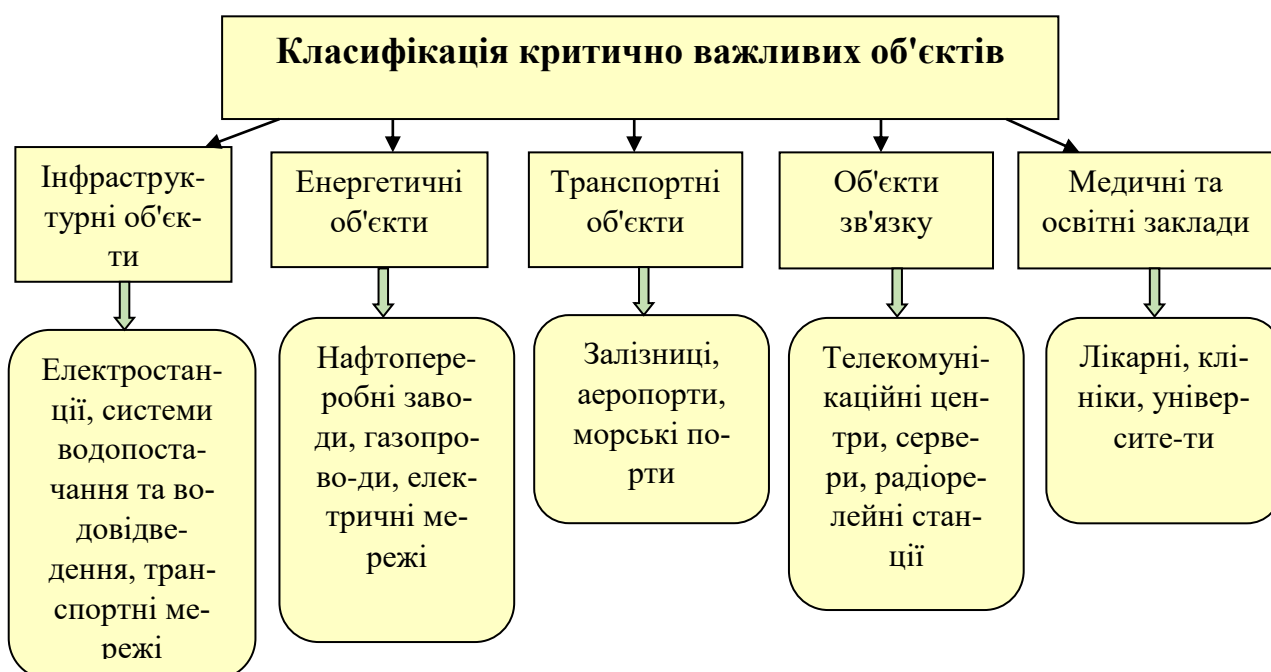 Класифікація критично важливих об'єктів
Інфраструк-
турні об'єк-
ти
Енергетичні
об'єкти
Транспортні
об'єкти
Об'єкти
зв'язку
Медичні та
освітні заклади
Електростан-
ції, системи
водопоста-
чання та во-
довідве-
дення, тран-
спортні ме-
режі
Нафтопере-
робні заво-
ди, газопро-
во-ди, елек-
тричні ме-
режі
Залізниці,
аеропорти,
морські по-
рти
Телекомуні-
каційні цен-
три, серве-
ри, радіоре-
лейні стан-
ції
Лікарні, клі-
ніки, універ-
сите-ти